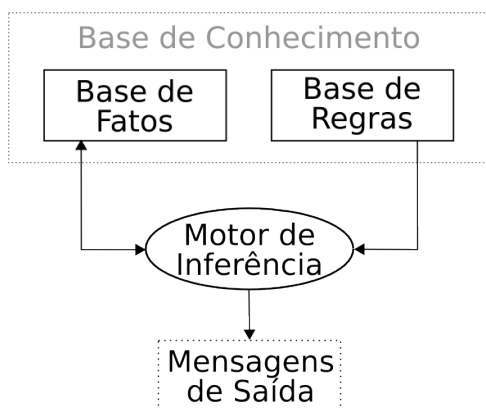 Base de Conhecimento
Base de
Fatos
Base de
Regras
Motor de
Inferência
Mensagens
de Saída